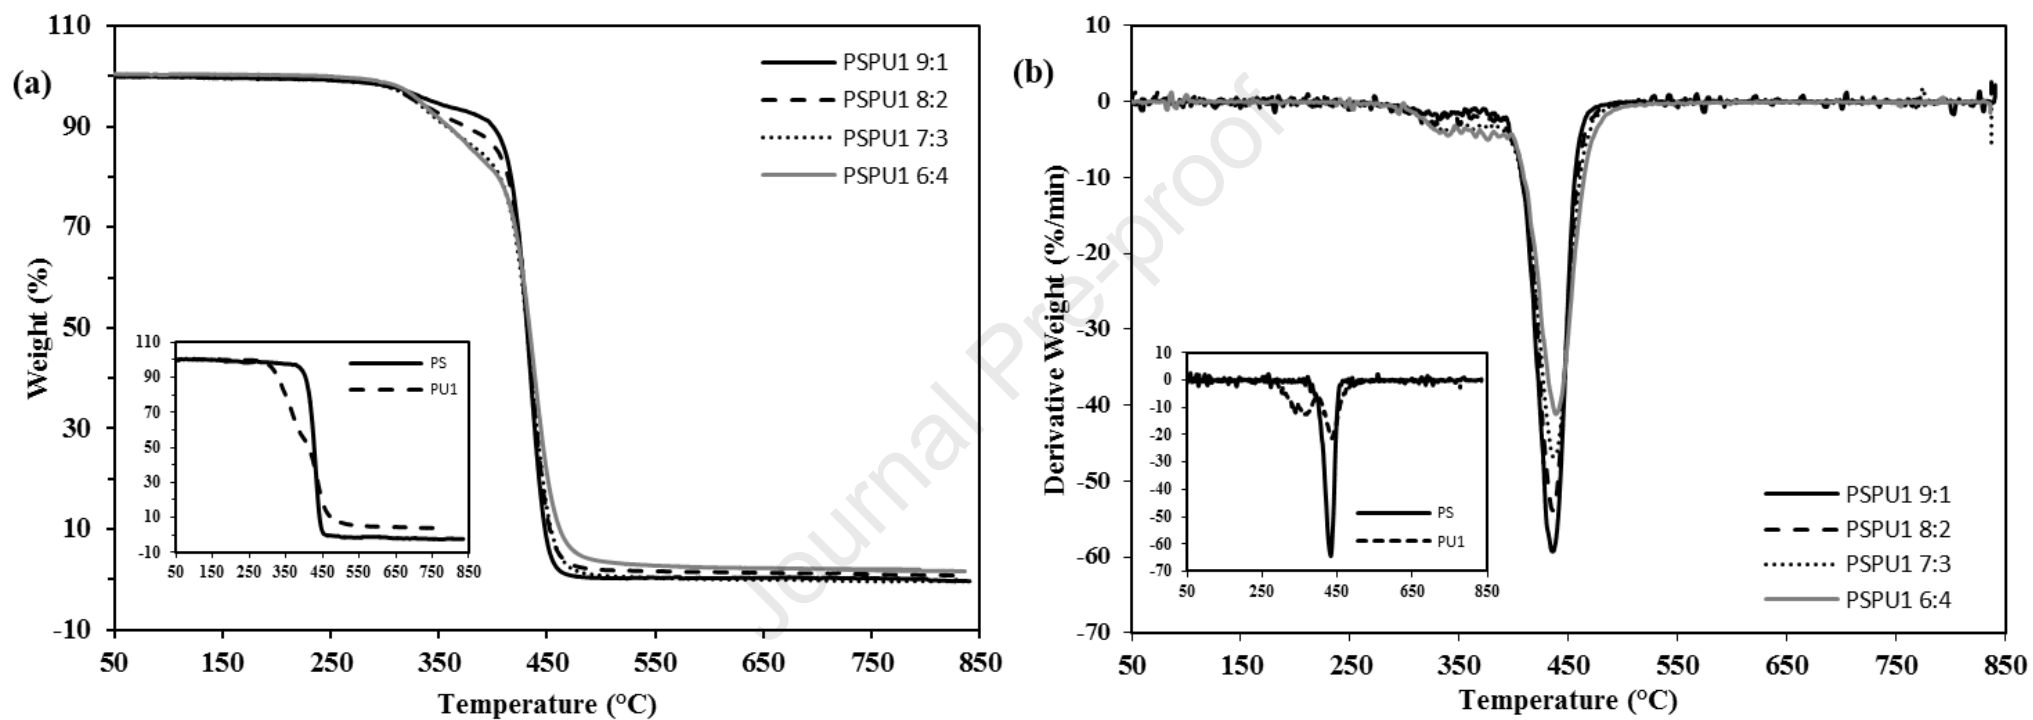 (a)
110
90
70
50
30
10
-10
Weight (%)
50 150 250 350 450 550 650 750 850
Temperature (°C)
PSPU1 9:1
PSPU1 8:2
PSPU1 7:3
PSPU1 6:4
110
90
70
50
30
10
-10
50 150 250 350 450 550 650 750 850
PS
PU1
(b)
10
0
-10
-20
-30
-40
-50
-60
-70
Derivative Weight (%/min)
50 150 250 350 450 550 650 750 850
Temperature (°C)
PSPU1 9:1
PSPU1 8:2
PSPU1 7:3
PSPU1 6:4
10
0
-10
-20
-30
-40
-50
-60
-70
50 250 450 650 850
PS
PU1
Journal Pre-proof